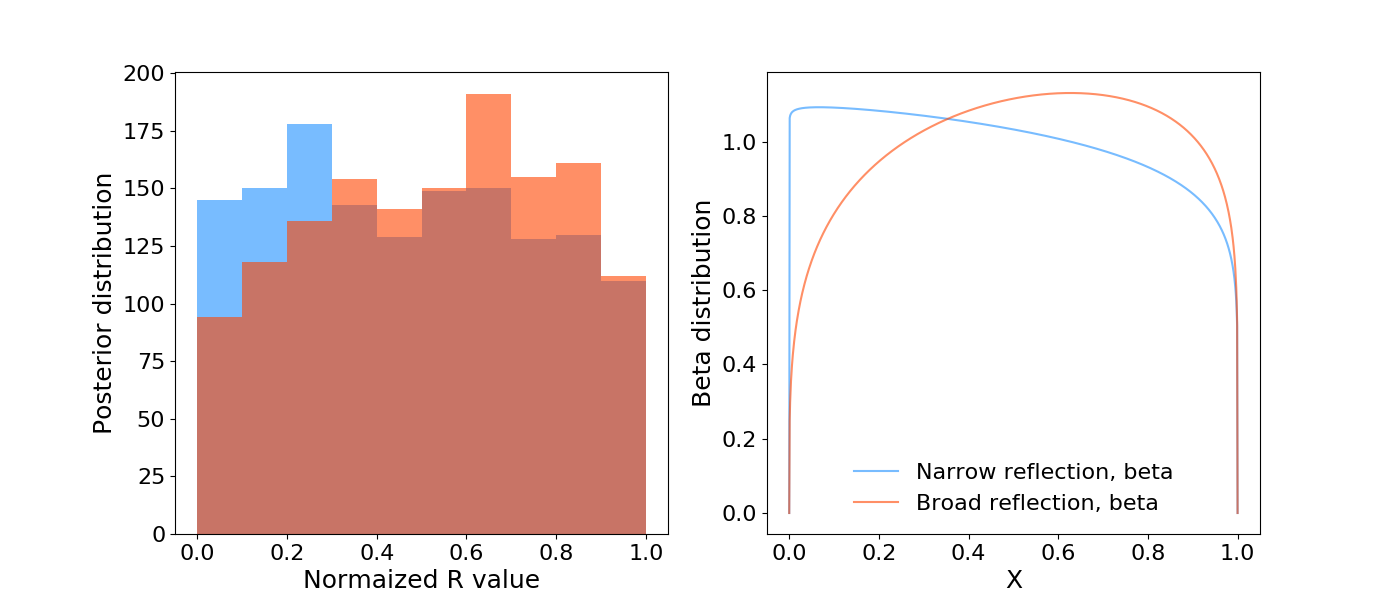 Posterior distribution
200
175
150
125
100
75
50
25
0
0.0 0.2 0.4 0.6 0.8 1.0
Normaized R value
Beta distribution
1.0
0.8
0.6
0.4
0.2
0.0
Narrow reflection, beta
Broad reflection, beta
0.0 0.2 0.4 0.6 0.8 1.0
X